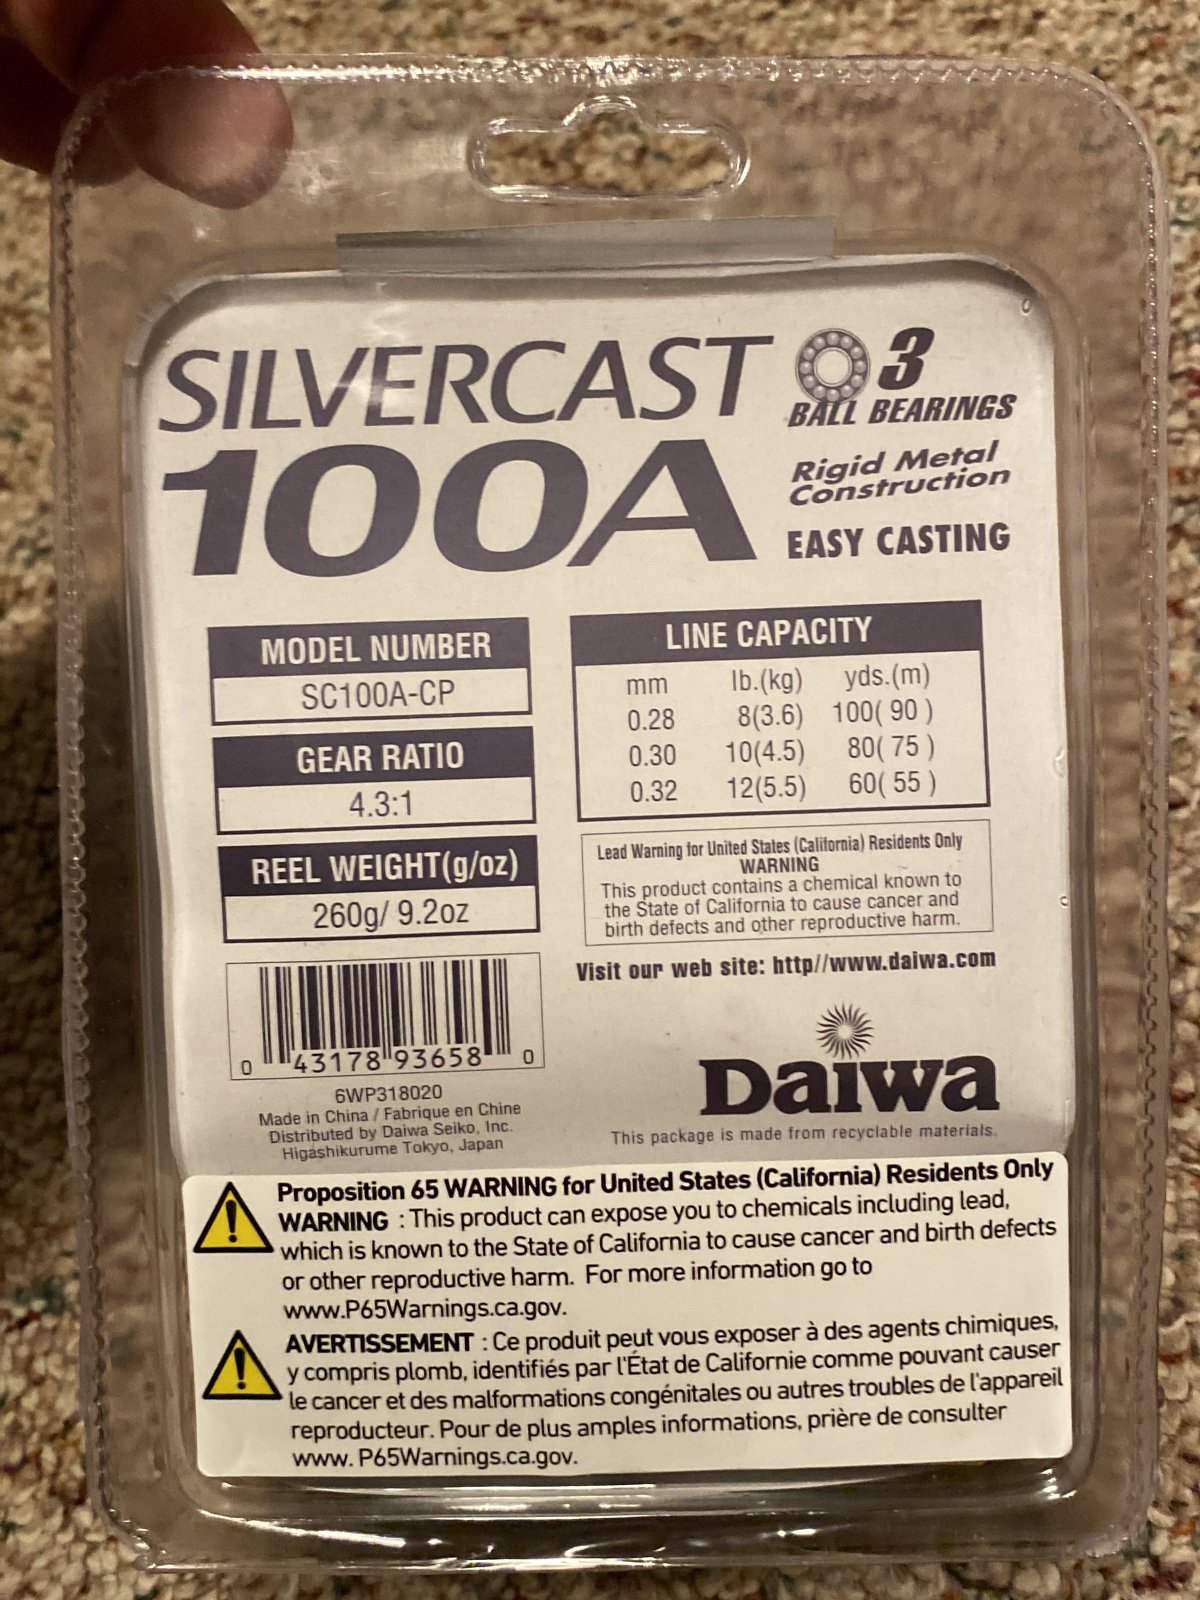 SILVERCAST
100A
3
BALL BEARINGS
Rigid Metal
Construction
EASY CASTING
MODEL NUMBER
SC100A-CP
GEAR RATIO
4.3:1
REEL WEIGHT(g/oz)
260g/ 9.2oz
LINE CAPACITY
mm lb.(kg) yds.(m)
0.28 8(3.6) 100( 90 )
0.30 10(4.5) 80( 75 )
0.32 12(5.5) 60( 55 )
Lead Warning for United States (California) Residents Only
WARNING
This product contains a chemical known to
the State of California to cause cancer and
birth defects and other reproductive harm.
Visit our web site: http//www.daiwa.com
0 43178 93658 0
6WP318020
Made in China / Fabrique en Chine
Distributed by Daiwa Seiko, Inc.
Higashikurume Tokyo, Japan
Daiwa
This package is made from recyclable materials.
Proposition 65 WARNING for United States (California) Residents Only
WARNING : This product can expose you to chemicals including lead,
which is known to the State of California to cause cancer and birth defects
or other reproductive harm. For more information go to
www.P65Warnings.ca.gov.
AVERTISSEMENT : Ce produit peut vous exposer à des agents chimiques,
y compris plomb, identifiés par l'État de Californie comme pouvant causer
le cancer et des malformations congénitales ou autres troubles de l'appareil
reproducteur. Pour de plus amples informations, prière de consulter
www. P65Warnings.ca.gov.